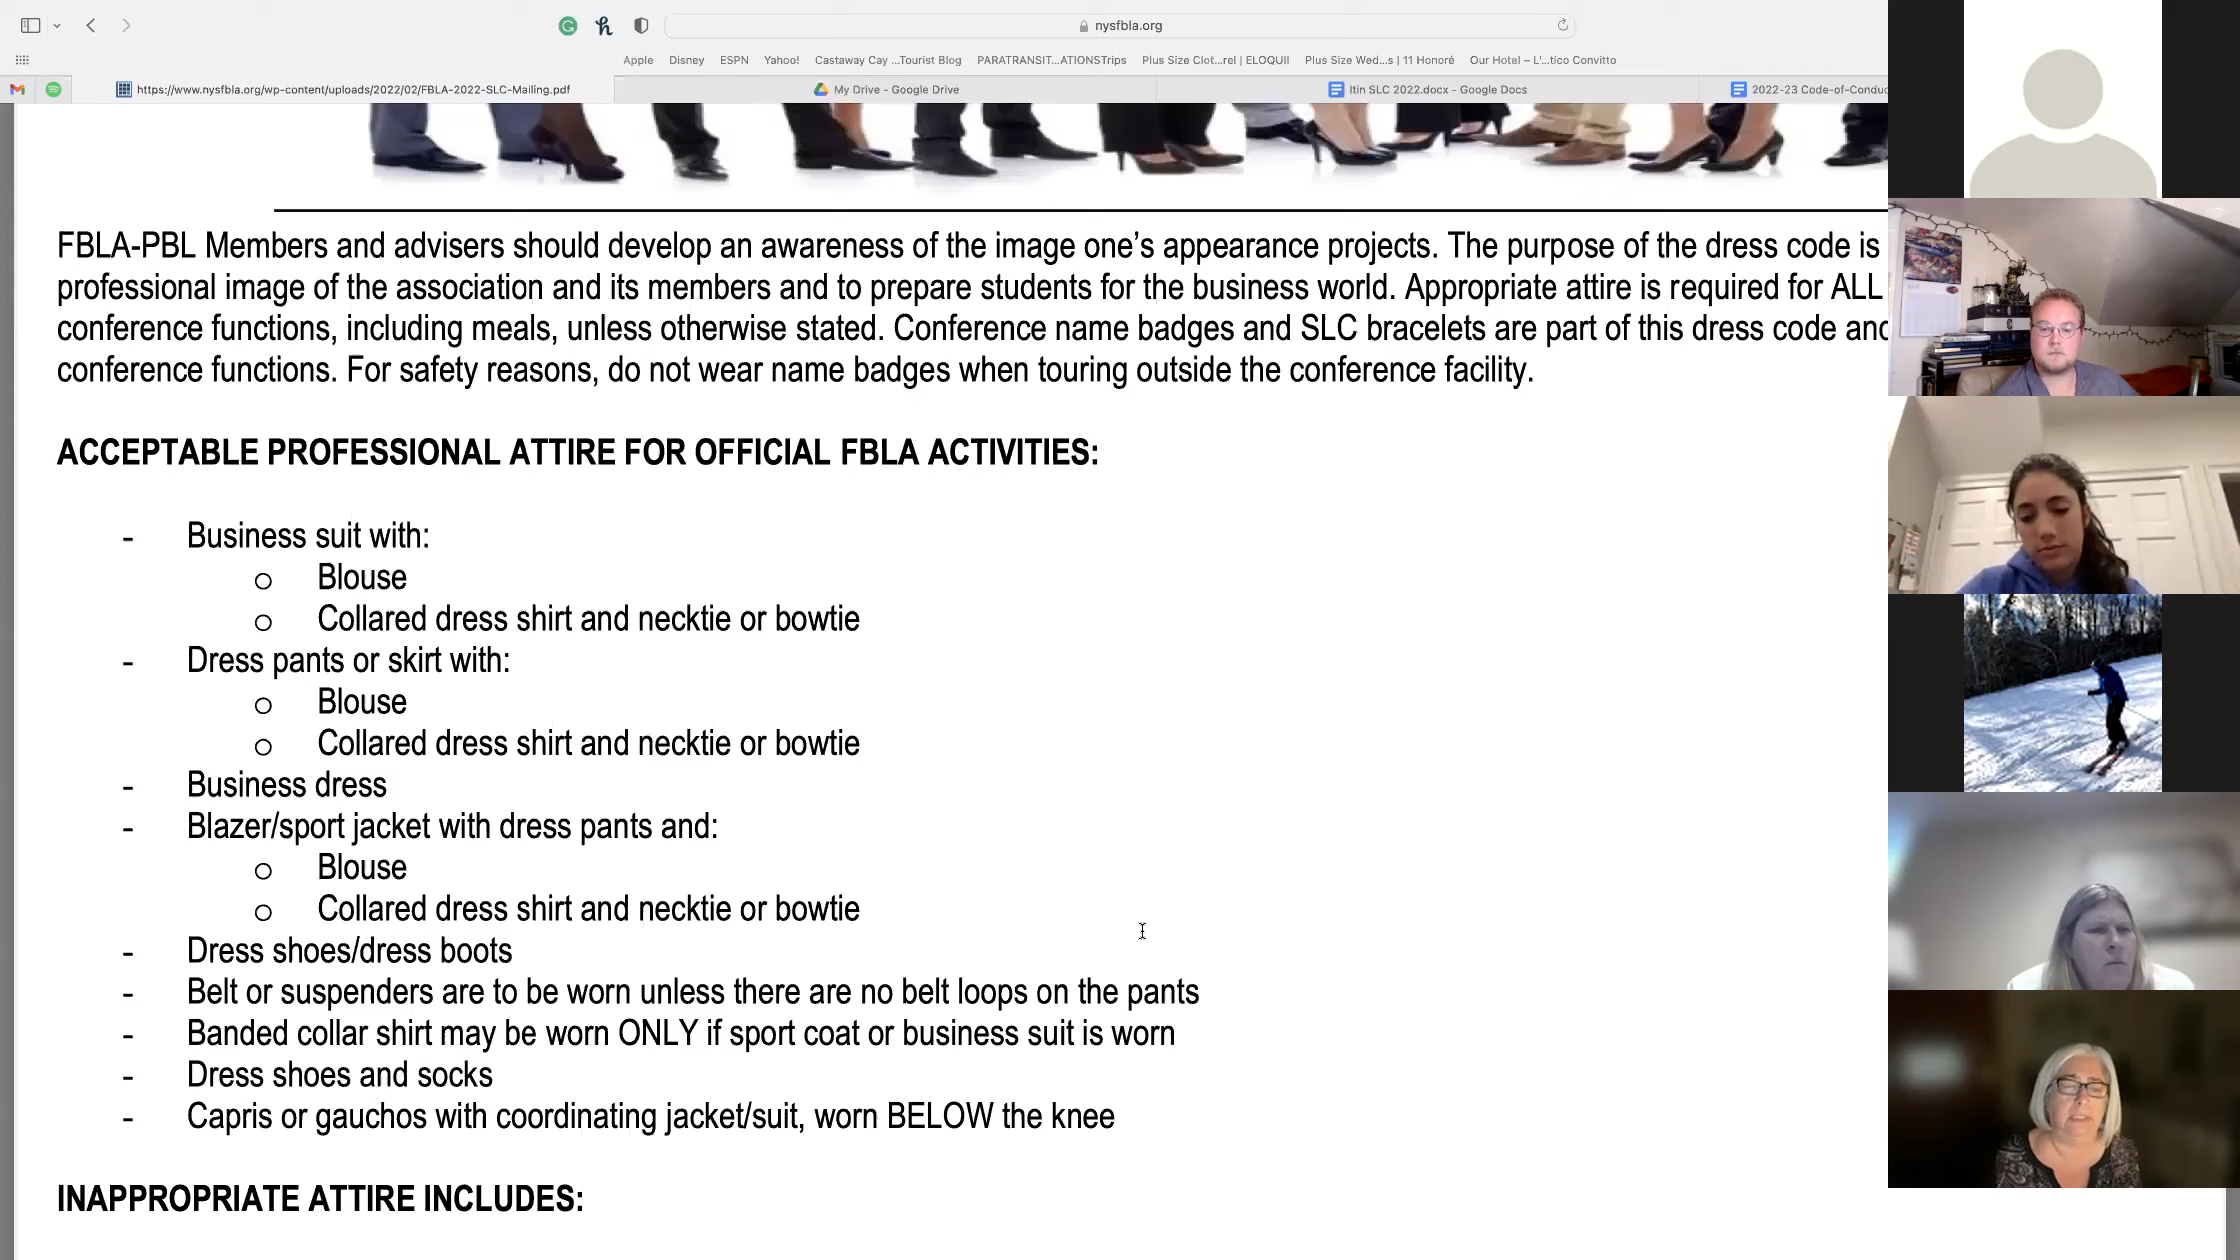 nysfbla.org
Apple Disney ESPN Yahoo! Castaway Cay ...Tourist Blog PARATRANSIT...ATIONSTrips Plus Size Clot...rel | ELOQUII Plus Size Wed...s | 11 Honoré Our Hotel – L'...tico Convitto
https://www.nysfbla.org/wp-content/uploads/2022/02/FBLA-2022-SLC-Mailing.pdf My Drive - Google Drive Itin SLC 2022.docx - Google Docs 2022-23 Code-of-Conduc
FBLA-PBL Members and advisers should develop an awareness of the image one's appearance projects. The purpose of the dress code is
professional image of the association and its members and to prepare students for the business world. Appropriate attire is required for ALL
conference functions, including meals, unless otherwise stated. Conference name badges and SLC bracelets are part of this dress code and
conference functions. For safety reasons, do not wear name badges when touring outside the conference facility.
ACCEPTABLE PROFESSIONAL ATTIRE FOR OFFICIAL FBLA ACTIVITIES:
- Business suit with:
o Blouse
o Collared dress shirt and necktie or bowtie
- Dress pants or skirt with:
o Blouse
o Collared dress shirt and necktie or bowtie
- Business dress
- Blazer/sport jacket with dress pants and:
o Blouse
o Collared dress shirt and necktie or bowtie
- Dress shoes/dress boots
- Belt or suspenders are to be worn unless there are no belt loops on the pants
- Banded collar shirt may be worn ONLY if sport coat or business suit is worn
- Dress shoes and socks
- Capris or gauchos with coordinating jacket/suit, worn BELOW the knee
INAPPROPRIATE ATTIRE INCLUDES: